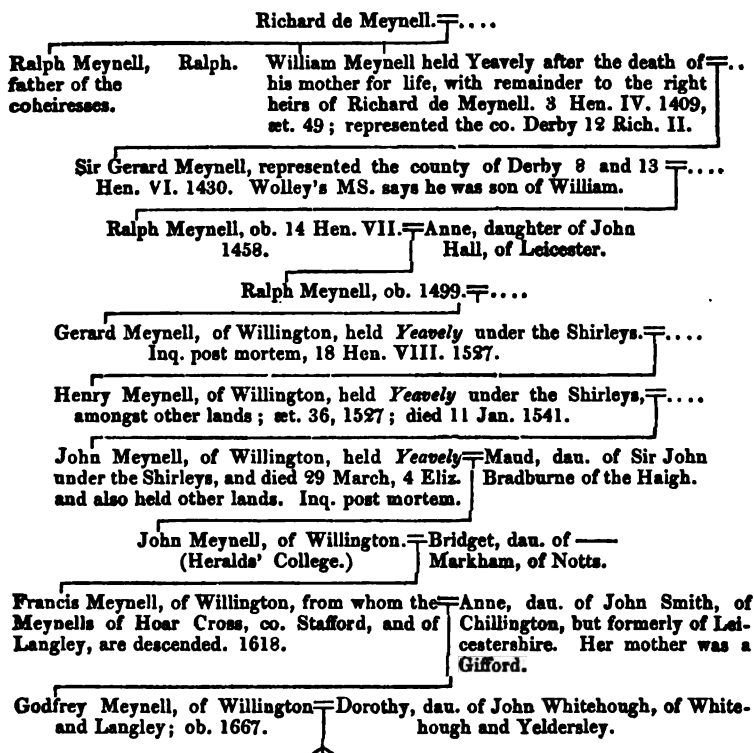 Richard de Meynell.=....
Ralph Meynell, father of the coheiresses.
Ralph.
William Meynell held Yeavely after the death of=..
his mother for life, with remainder to the right
heirs of Richard de Meynell. 3 Hen. IV. 1409,
æt. 49; represented the co. Derby 12 Rich. II.
Sir Gerard Meynell, represented the county of Derby 8 and 13=....
Hen. VI. 1430. Wolley's MS. says he was son of William.
Ralph Meynell, ob. 14 Hen. VII.=Anne, daughter of John
1458. Hall, of Leicester.
Ralph Meynell, ob. 1499.=....
Gerard Meynell, of Willington, held Yeavely under the Shirleys.=....
Inq. post mortem, 18 Hen. VIII. 1527.
Henry Meynell, of Willington, held Yeavely under the Shirleys,=....
amongst other lands; æt. 36, 1527; died 11 Jan. 1541.
John Meynell, of Willington, held Yeavely=Maud, dau. of Sir John
under the Shirleys, and died 29 March, 4 Eliz. Bradburne of the Haigh.
and also held other lands. Inq. post mortem.
John Meynell, of Willington.=Bridget, dau. of ——
(Heralds' College.) Markham, of Notts.
Francis Meynell, of Willington, from whom the=Anne, dau. of John Smith, of
Meynells of Hoar Cross, co. Stafford, and of Chillington, but formerly of Lei-
Langley, are descended. 1618. cestershire. Her mother was a
Gifford.
Godfrey Meynell, of Willington=Dorothy, dau. of John Whitehough, of White-
and Langley; ob. 1667. hough and Yeldersley.